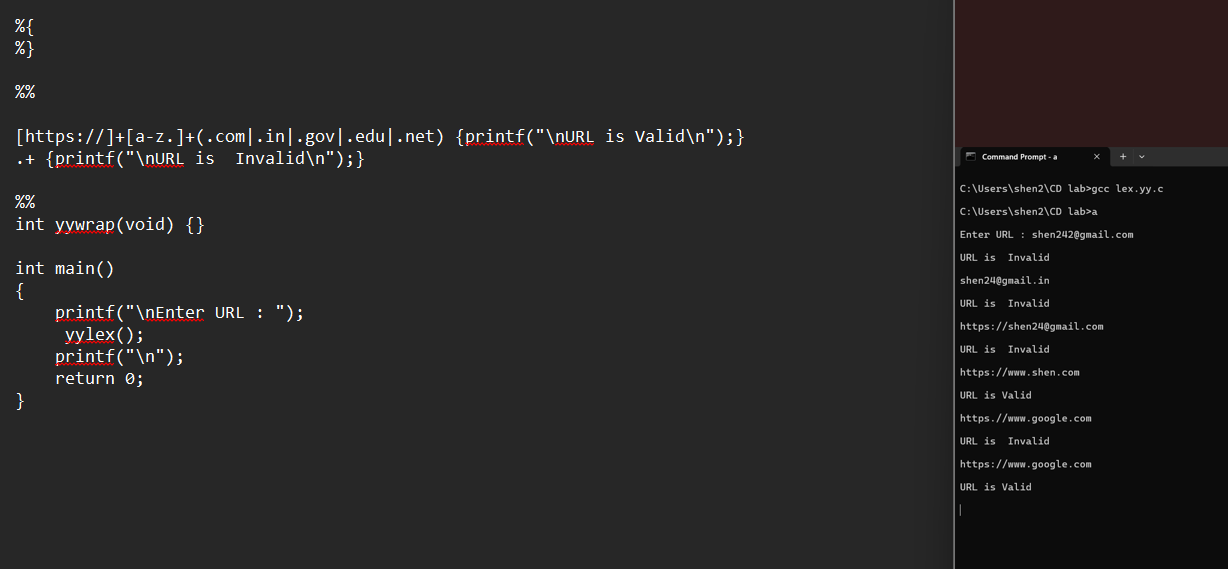 %{
%}
%%
[https://]+[a-z.]+(.com|.in|.gov|.edu|.net) {printf("\nURL is Valid\n");}
.+ {printf("\nURL is  Invalid\n");}
%%
int yywrap(void) {}
int main()
{
    printf("\nEnter URL : ");
     yylex();
    printf("\n");
    return 0;
}
Command Prompt - a
C:\Users\shen2\CD lab>gcc lex.yy.c
C:\Users\shen2\CD lab>a
Enter URL : shen242@gmail.com
URL is  Invalid
shen24@gmail.in
URL is  Invalid
https://shen24@gmail.com
URL is  Invalid
https://www.shen.com
URL is Valid
https.//www.google.com
URL is  Invalid
https://www.google.com
URL is Valid